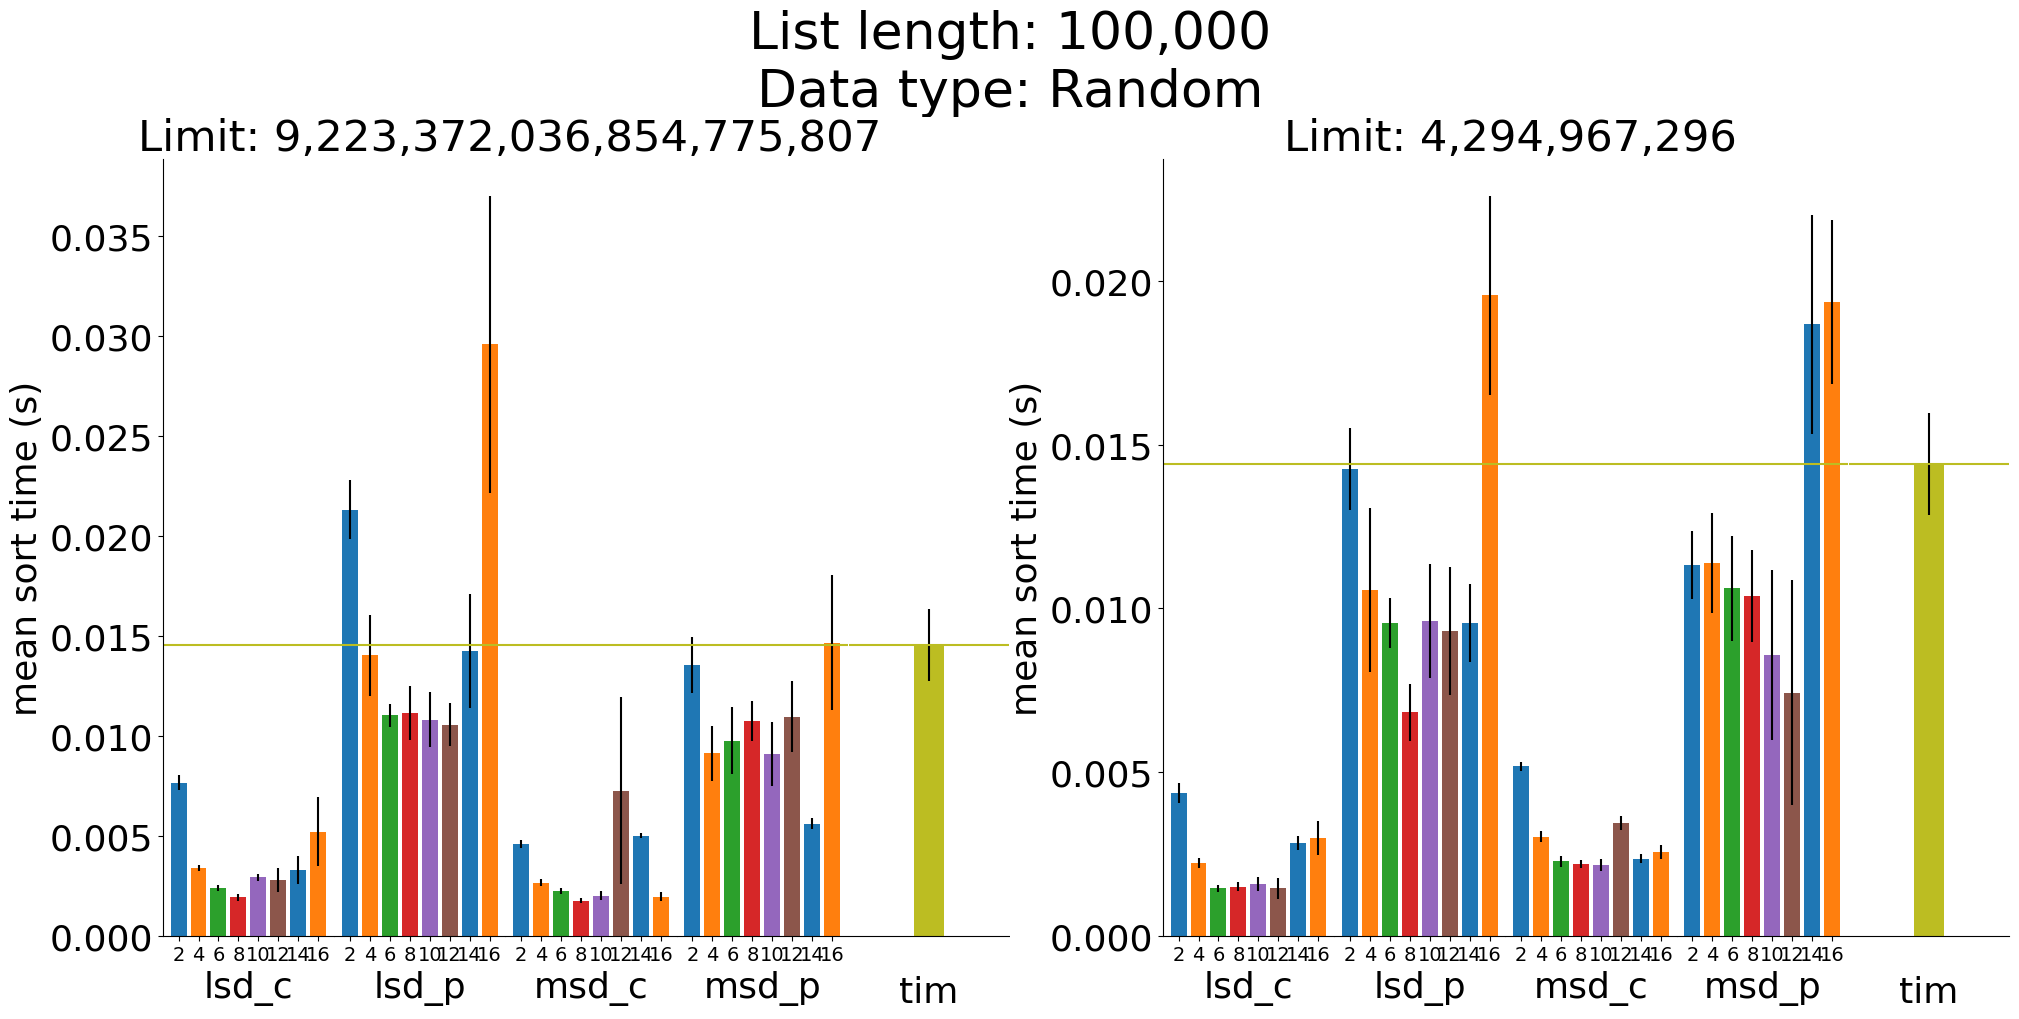 List length: 100,000
Data type: Random
Limit: 9,223,372,036,854,775,807
mean sort time (s)
0.035
0.030
0.025
0.020
0.015
0.010
0.005
0.000
2 4 6 8 10 12 14 16 2 4 6 8 10 12 14 16 2 4 6 8 10 12 14 16 2 4 6 8 10 12 14 16
lsd_c lsd_p msd_c msd_p tim
Limit: 4,294,967,296
mean sort time (s)
0.020
0.015
0.010
0.005
0.000
2 4 6 8 10 12 14 16 2 4 6 8 10 12 14 16 2 4 6 8 10 12 14 16 2 4 6 8 10 12 14 16
lsd_c lsd_p msd_c msd_p tim